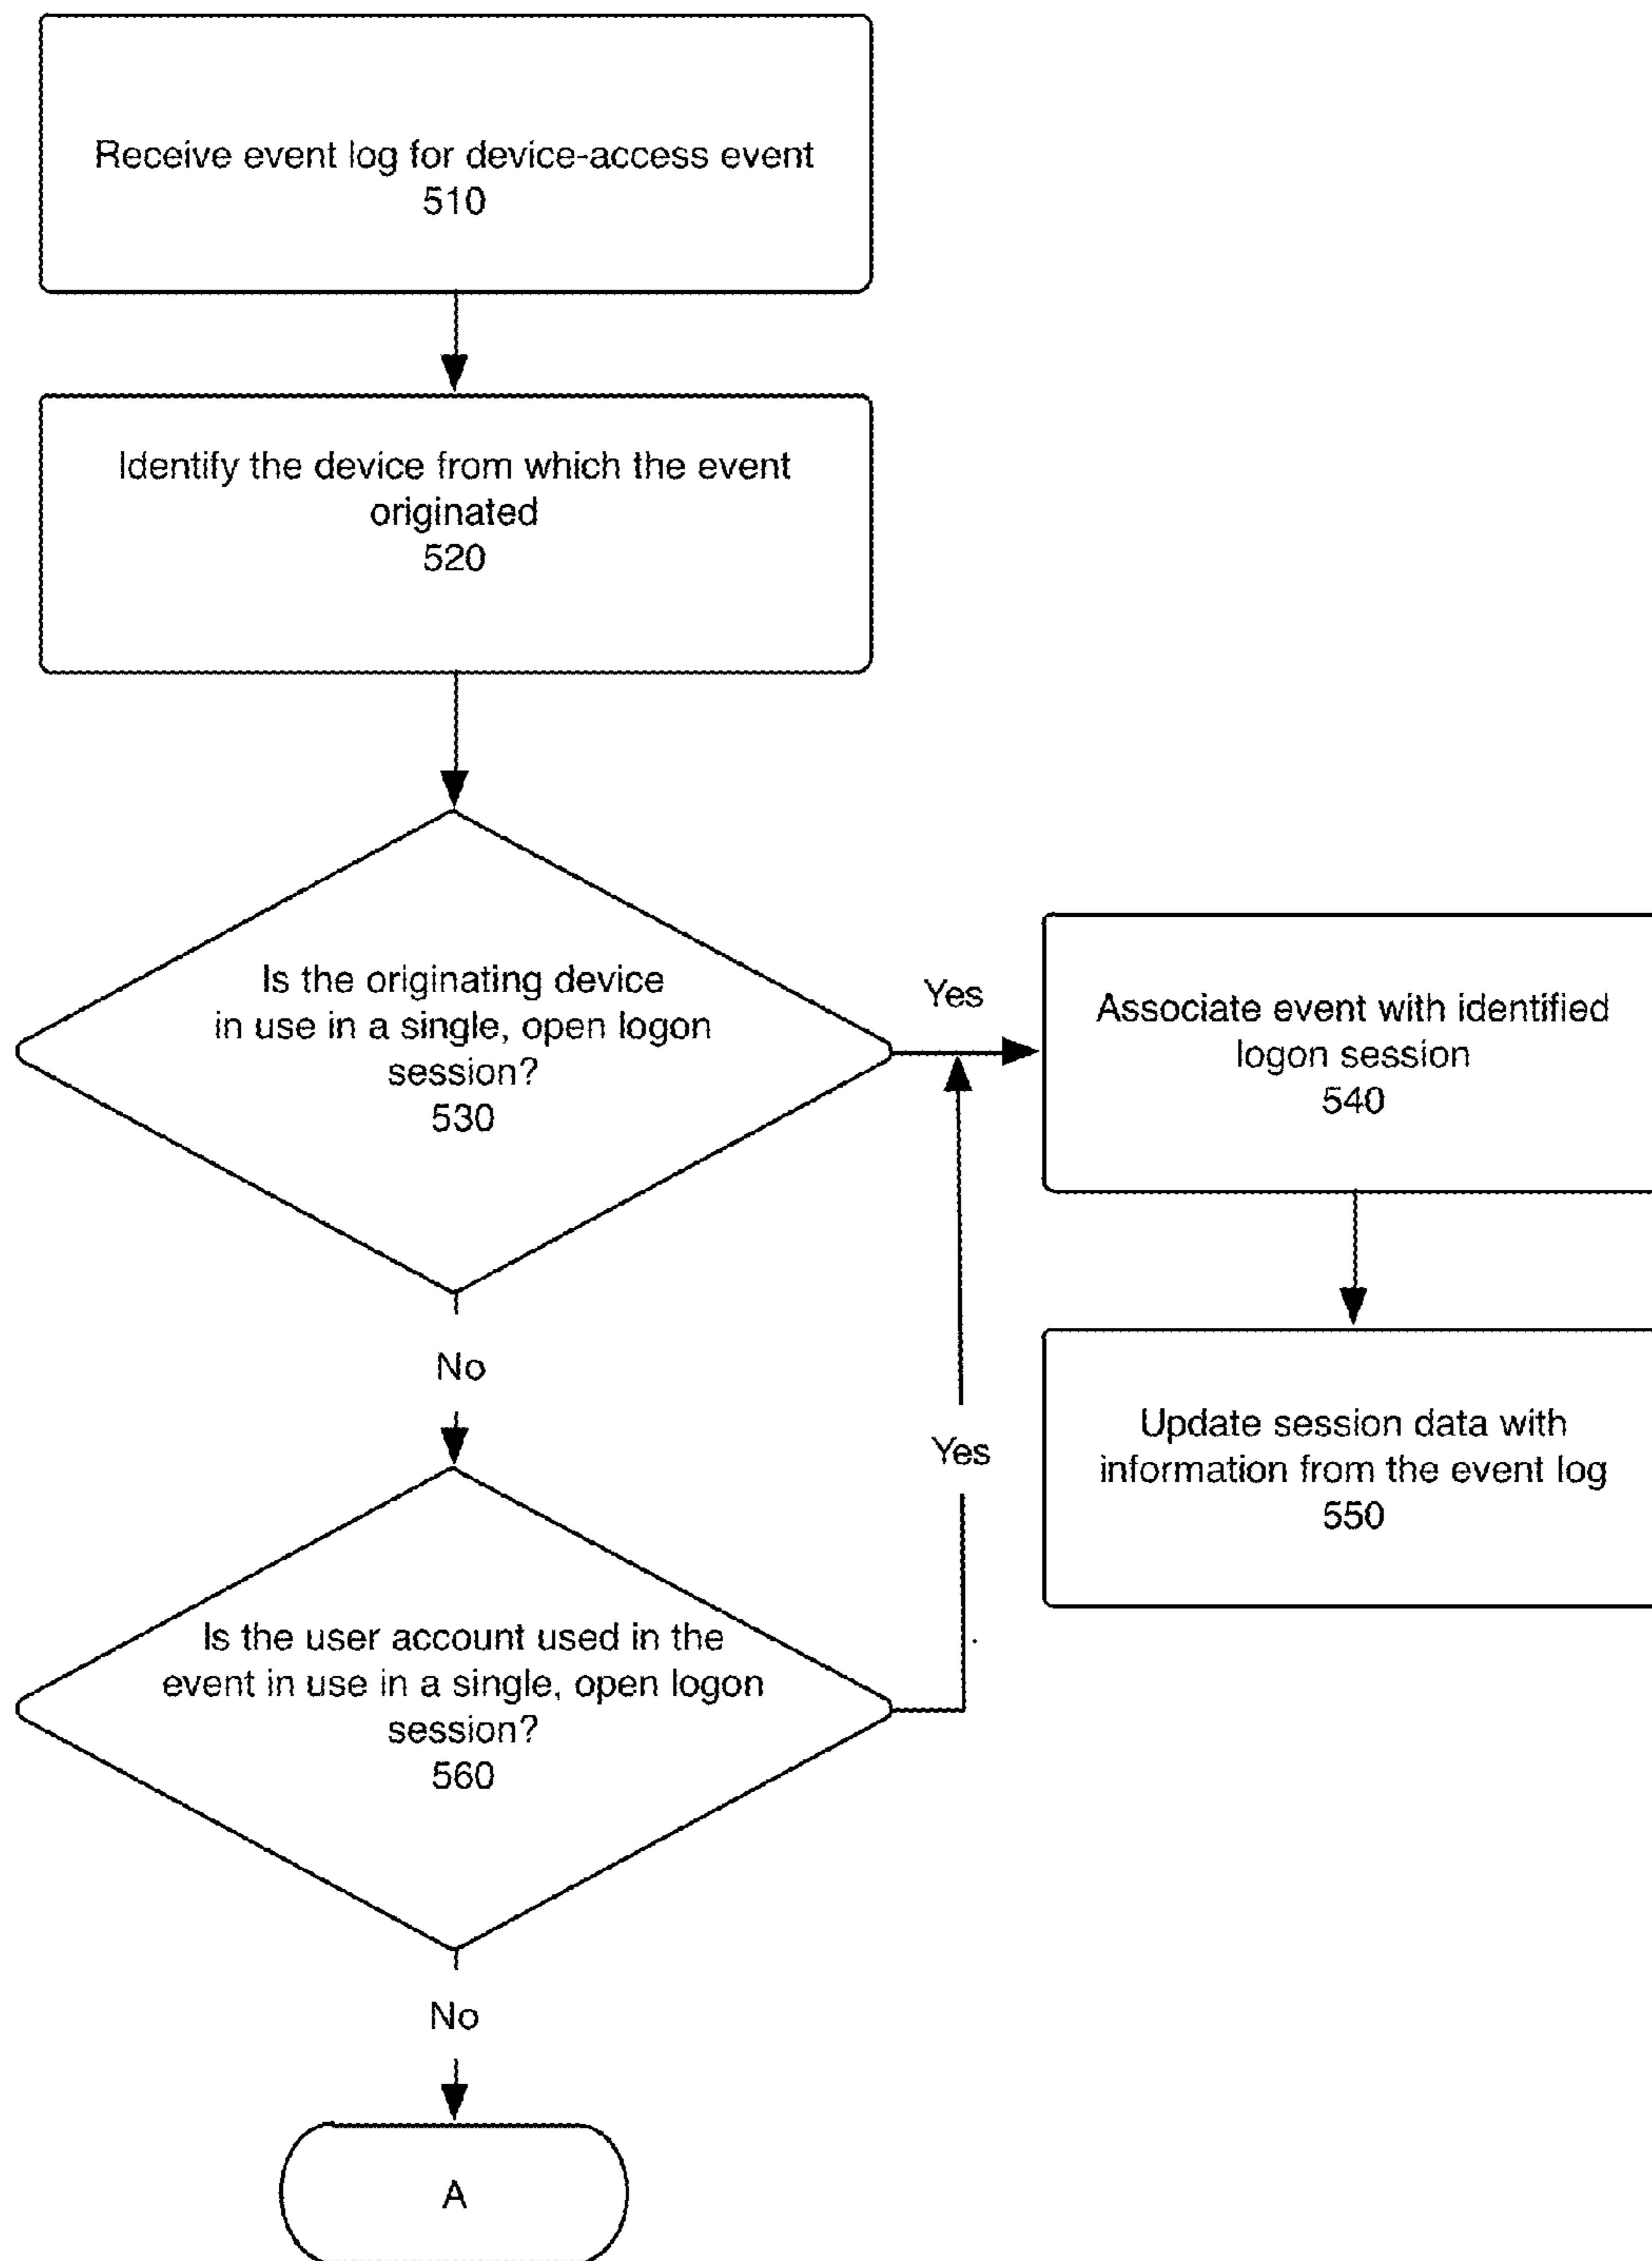 Receive event log for device-access event
510
Identify the device from which the event
originated
520
Is the originating device
in use in a single, open logon
session?
530
Yes
Associate event with identified
logon session
540
No
Yes
Update session data with
information from the event log
550
Is the user account used in the
event in use in a single, open logon
session?
560
No
A